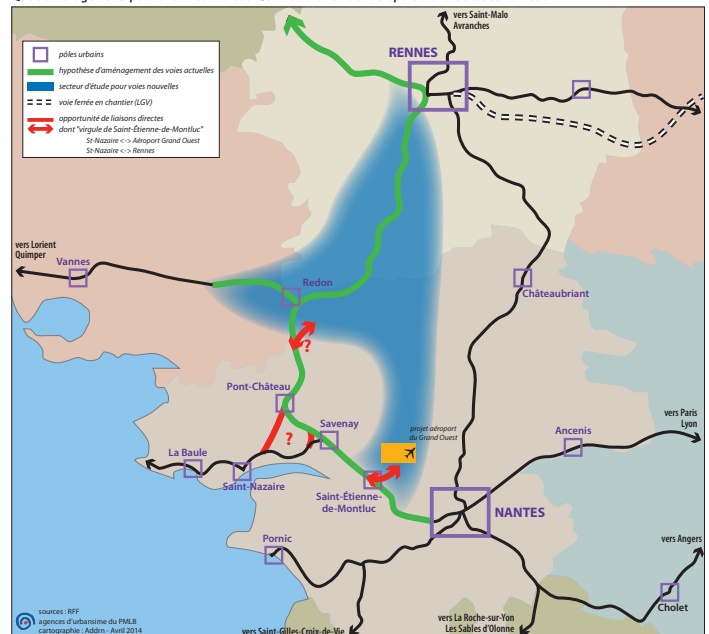 vers Saint-Malo
Avranches
RENNES
pôles urbains
hypothèse d'aménagement des voies actuelles
secteur d'étude pour voies nouvelles
voie ferrée en chantier (LGV)
opportunité de liaisons directes
dont "virgule de Saint-Étienne-de-Montluc"
St-Nazaire <-> Aéroport Grand Ouest
St-Nazaire <-> Rennes
vers Lorient
Quimper
Vannes
Redon
Châteaubriant
?
Pont-Château
Savenay
?
projet aéroport
du Grand Ouest
Ancenis
vers Paris
Lyon
La Baule
Saint-Nazaire
Saint-Étienne-
de-Montluc
NANTES
Pornic
vers Angers
Cholet
sources : RFF
agences d'urbansime du PMLB
cartographie : Addrn - Avril 2014
vers Saint-Gilles-Croix-de-Vie
vers La Roche-sur-Yon
Les Sables d'Olonne